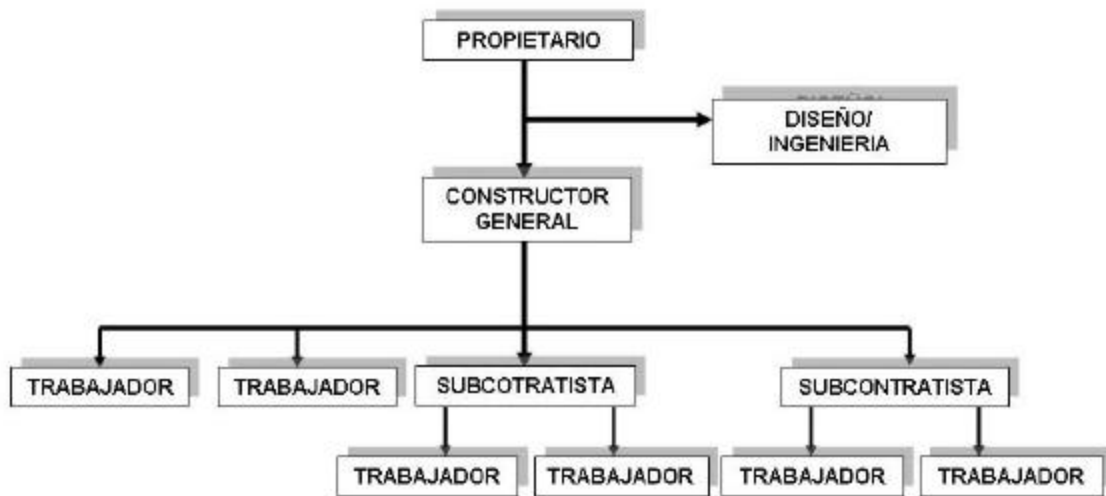 PROPIETARIO
DISEÑO/
INGENIERIA
CONSTRUCTOR
GENERAL
TRABAJADOR
TRABAJADOR
SUBCOTRATISTA
SUBCONTRATISTA
TRABAJADOR
TRABAJADOR
TRABAJADOR
TRABAJADOR